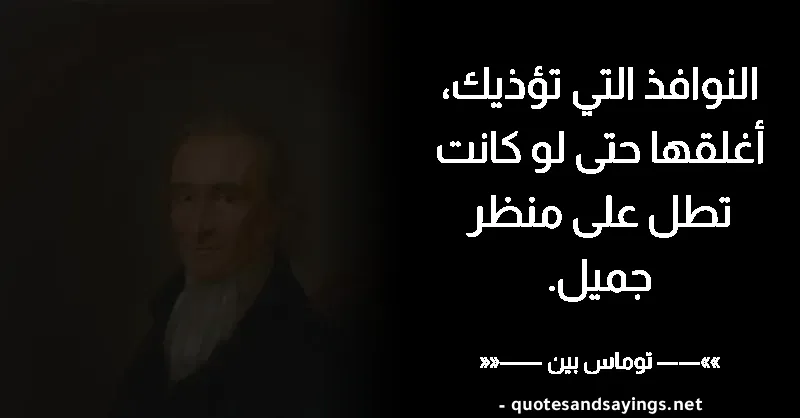 النوافذ التي تؤذيك،
أغلقها حتى لو كانت
تطل على منظر
جميل.
»—— توماس بين ——««
- quotesandsayings.net